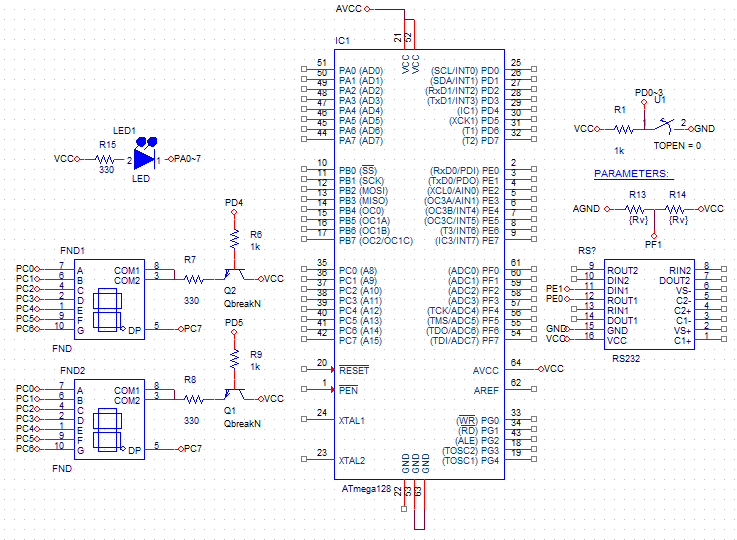 AVCC
IC1
21 52
VCC VCC
51 PA0 (AD0) (SCL/INT0) PD0 25
50 PA1 (AD1) (SDA/INT1) PD1 26
49 PA2 (AD2) (RxD1/INT2) PD2 27
48 PA3 (AD3) (TxD1/INT3) PD3 28
47 PA4 (AD4) (IC1) PD4 29
46 PA5 (AD5) (XCK1) PD5 30
45 PA6 (AD6) (T1) PD6 31
44 PA7 (AD7) (T2) PD7 32
10 PB0 (SS) (RxD0/PDI) PE0 2
11 PB1 (SCK) (TxD0/PDO) PE1 3
12 PB2 (MOSI) (XCL0/AIN0) PE2 4
13 PB3 (MISO) (OC3A/AIN1) PE3 5
14 PB4 (OC0) (OC3B/INT4) PE4 6
15 PB5 (OC1A) (OC3C/INT5) PE5 7
16 PB6 (OC1B) (T3/INT6) PE6 8
17 PB7 (OC2/OC1C) (IC3/INT7) PE7 9
35 PC0 (A8) (ADC0) PF0 61
36 PC1 (A9) (ADC1) PF1 60
37 PC2 (A10) (ADC2) PF2 59
38 PC3 (A11) (ADC3) PF3 58
39 PC4 (A12) (TCK/ADC4) PF4 57
40 PC5 (A13) (TMS/ADC5) PF5 56
41 PC6 (A14) (TDO/ADC6) PF6 55
42 PC7 (A15) (TDI/ADC7) PF7 54
20 RESET AVCC 64 VCC
1 PEN AREF 62
24 XTAL1 (WR) PG0 33
(RD) PG1 34
(ALE) PG2 43
(TOSC2) PG3 18
23 XTAL2 (TOSC1) PG4 19
GND GND GND
ATmega128
22 53 63
LED1
R15
VCC 2 1 PA0~7
330
LED
PD4
R6
1k
FND1
R7
PC0 7 A COM1 8
PC1 6 B COM2 3
PC2 4 C
PC3 2 D
PC4 1 E
PC5 9 F
PC6 10 G DP 5 PC7
330
VCC
Q2
QbreakN
FND
PD5
R9
1k
FND2
R8
PC0 7 A COM1 8
PC1 6 B COM2 3
PC2 4 C
PC3 2 D
PC4 1 E
PC5 9 F
PC6 10 G DP 5 PC7
330
VCC
Q1
QbreakN
FND
PD0~3
U1
R1
VCC 1 2 GND
1k
TOPEN = 0
PARAMETERS:
R13 R14
AGND VCC
{Rv} {Rv}
PF1
RS?
9 ROUT2 RIN2 8
10 DIN2 DOUT2 7
PE1 11 DIN1 VS- 6
PE0 12 ROUT1 C2- 5
13 RIN1 C2+ 4
14 DOUT1 C1- 3
GND 15 GND VS+ 2
VCC 16 VCC C1+ 1
RS232